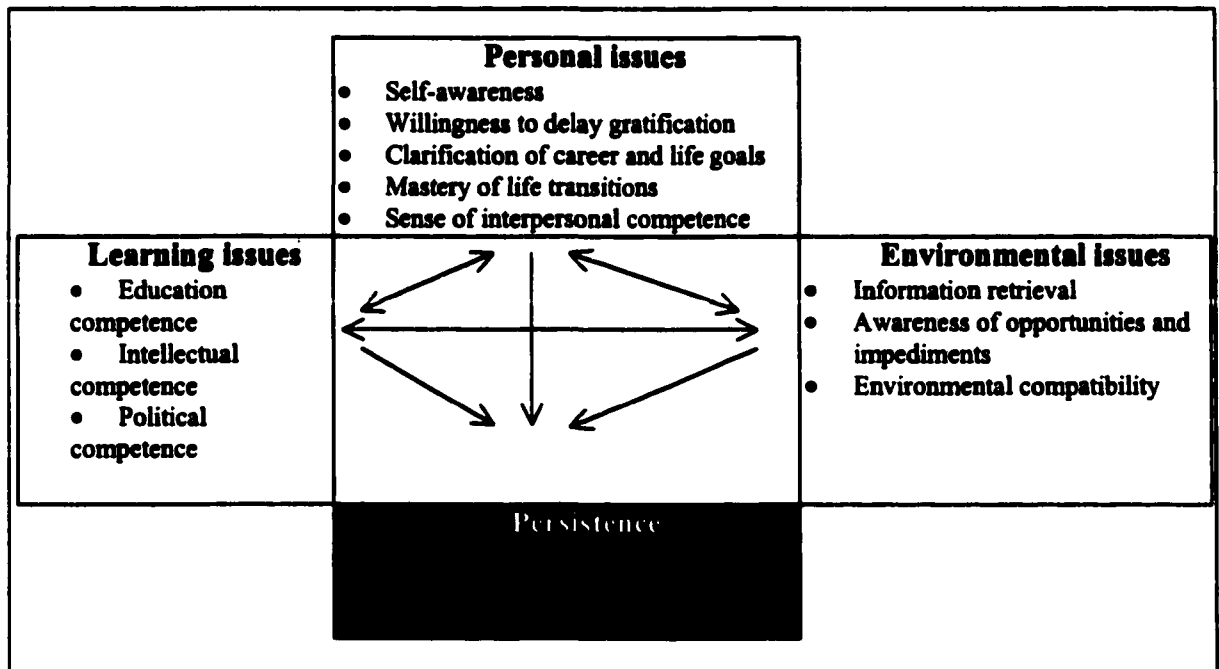 Personal issues
• Self-awareness
• Willingness to delay gratification
• Clarification of career and life goals
• Mastery of life transitions
• Sense of interpersonal competence
Learning issues
• Education
competence
• Intellectual
competence
• Political
competence
Environmental issues
• Information retrieval
• Awareness of opportunities and
impediments
• Environmental compatibility
Persistence